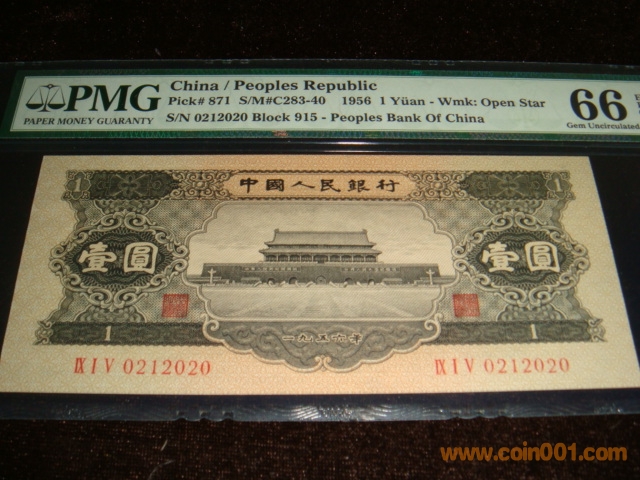 PMG
PAPER MONEY GUARANTY
China / Peoples Republic
Pick# 871 S/M#C283-40 1956 1 Yüan - Wmk: Open Star
S/N 0212020 Block 915 - Peoples Bank Of China
66
Gem Uncirculated
中國人民銀行
1
1
壹圓
壹圓
1
1
一九五六年
IX I V 0212020
IX I V 0212020
www.coin001.com